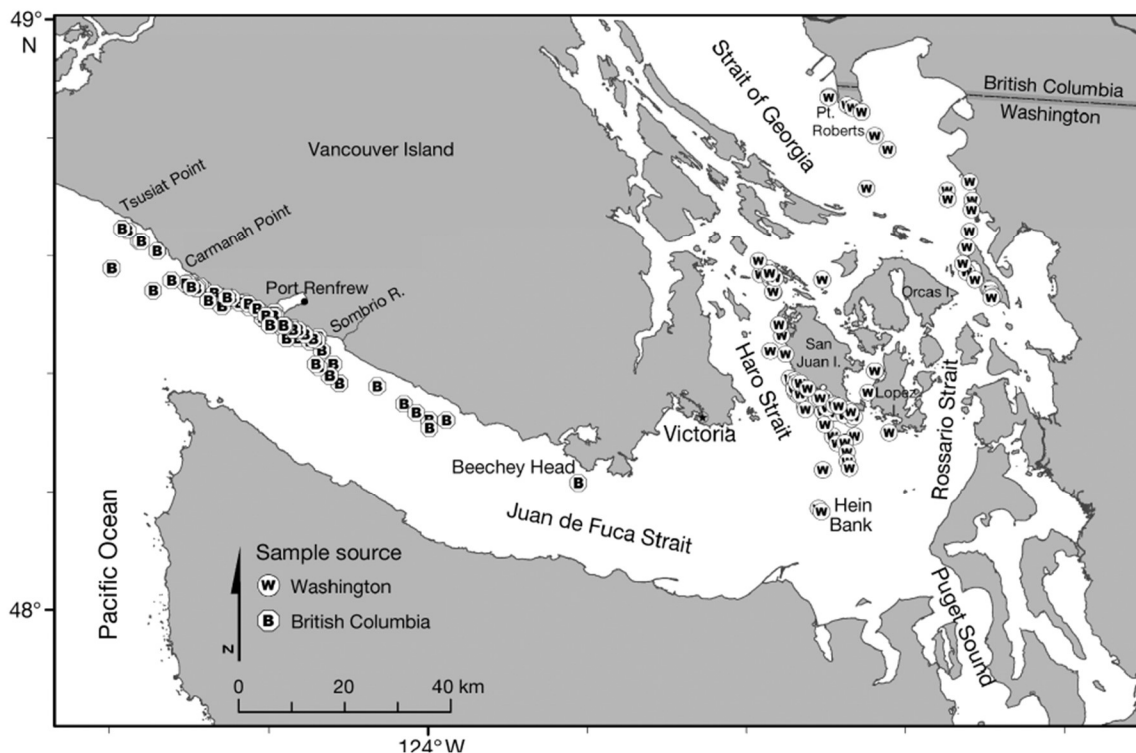 49°
N
Strait of Georgia
British Columbia
Washington
Pt.
Roberts
Vancouver Island
Tsusiat Point
Carmanah Point
Port Renfrew
Sombrio R.
Orcas I.
San
Juan I.
Lopez
I.
Haro Strait
Rossario Strait
Victoria
Beechey Head
Hein
Bank
Juan de Fuca Strait
Pacific Ocean
Puget Sound
Sample source
W Washington
B British Columbia
48°
N
0 20 40 km
124° W